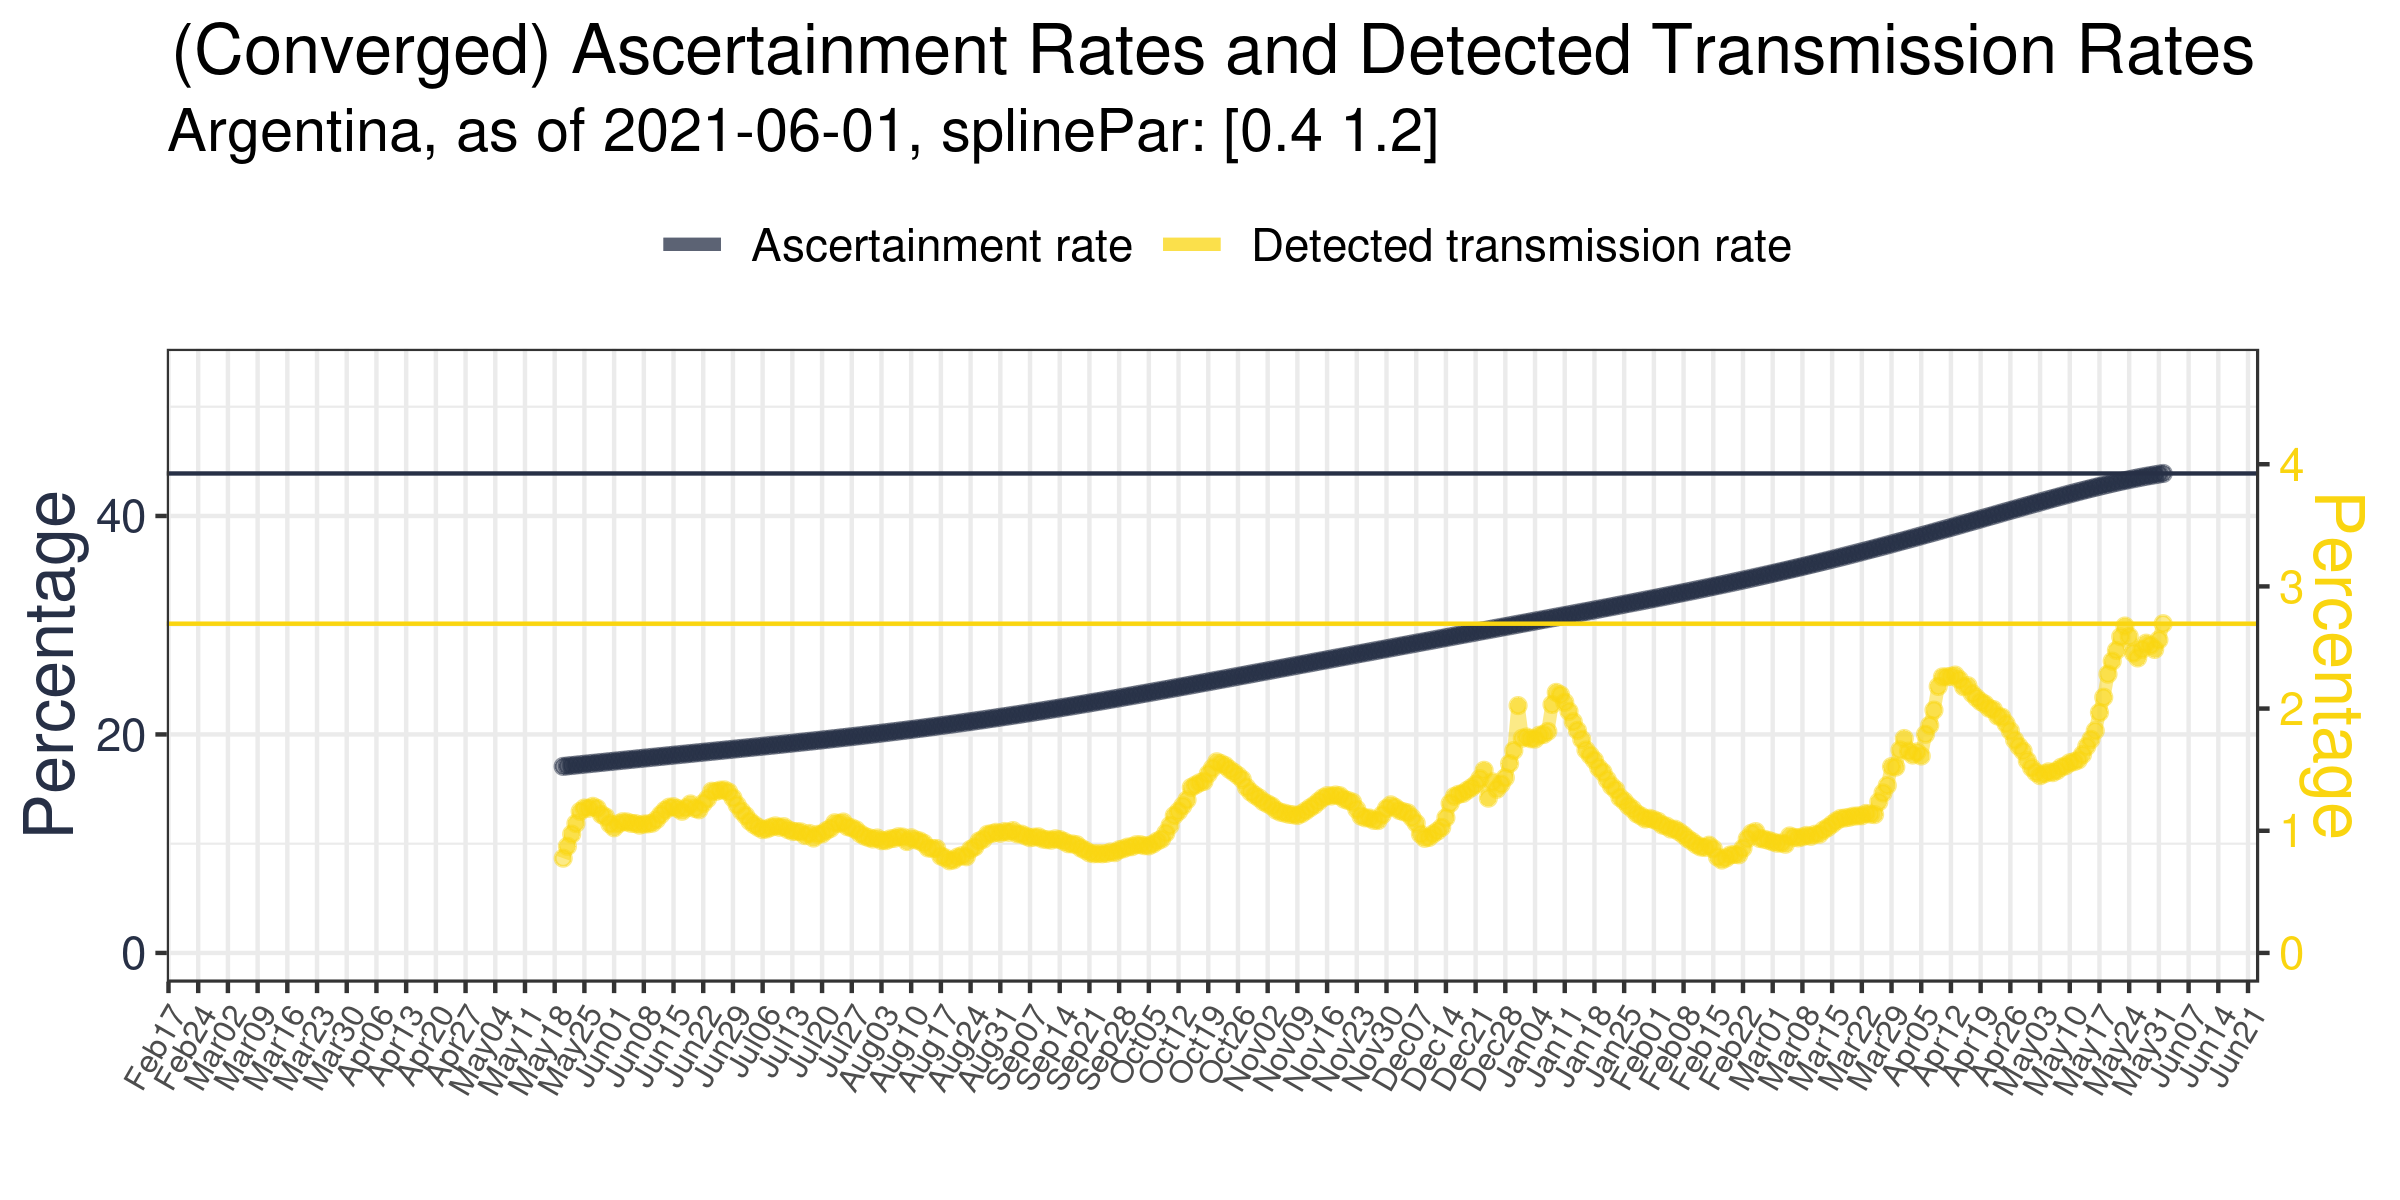 (Converged) Ascertainment Rates and Detected Transmission Rates
Argentina, as of 2021-06-01, splinePar: [0.4 1.2]
Ascertainment rate Detected transmission rate
Percentage
40
20
0
4
3
2
1
0
Percentage
Feb17 Feb24 Mar02 Mar09 Mar16 Mar23 Mar30 Apr06 Apr13 Apr20 Apr27 May04 May11 May18 May25 Jun01 Jun08 Jun15 Jun22 Jun29 Jul06 Jul13 Jul20 Jul27 Aug03 Aug10 Aug17 Aug24 Aug31 Sep07 Sep14 Sep21 Sep28 Oct05 Oct12 Oct19 Oct26 Nov02 Nov09 Nov16 Nov23 Nov30 Dec07 Dec14 Dec21 Dec28 Jan04 Jan11 Jan18 Jan25 Feb01 Feb08 Feb15 Feb22 Mar01 Mar08 Mar15 Mar22 Mar29 Apr05 Apr12 Apr19 Apr26 May03 May10 May17 May24 May31 Jun07 Jun14 Jun21